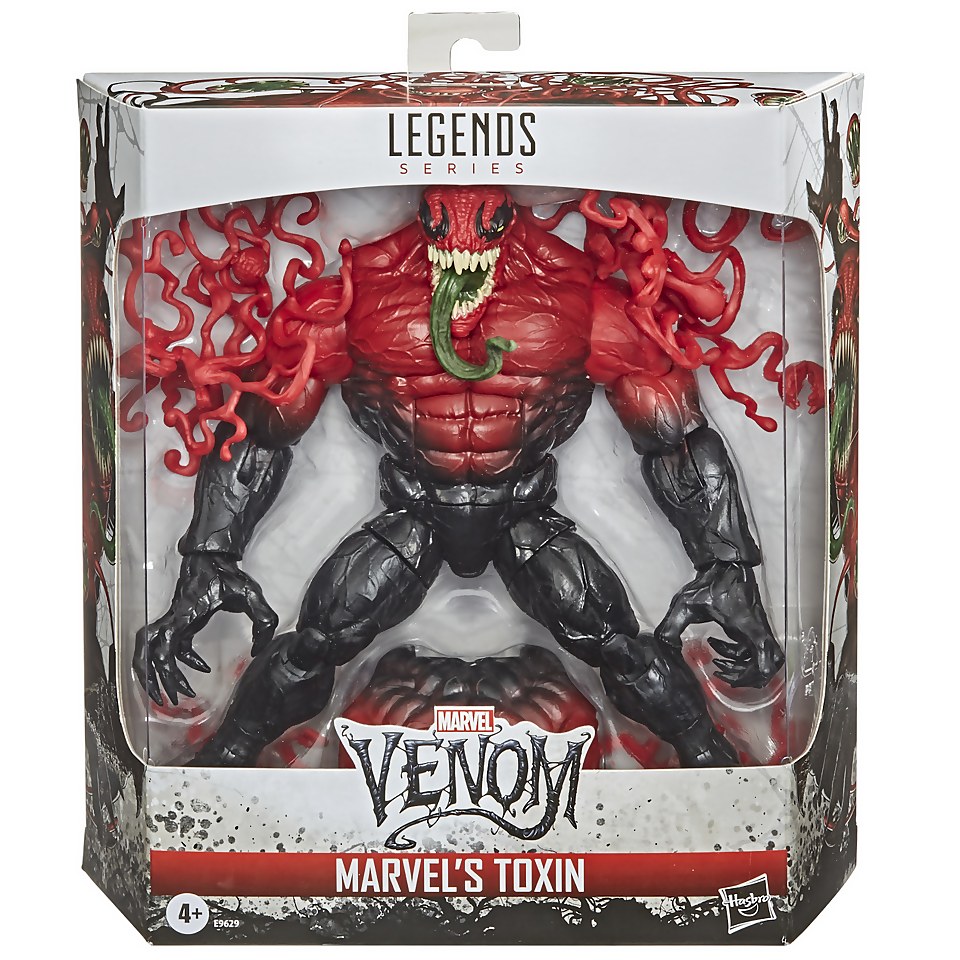 LEGENDS
SERIES
MARVEL
VENOM
MARVEL'S TOXIN
4+
E9629
Hasbro